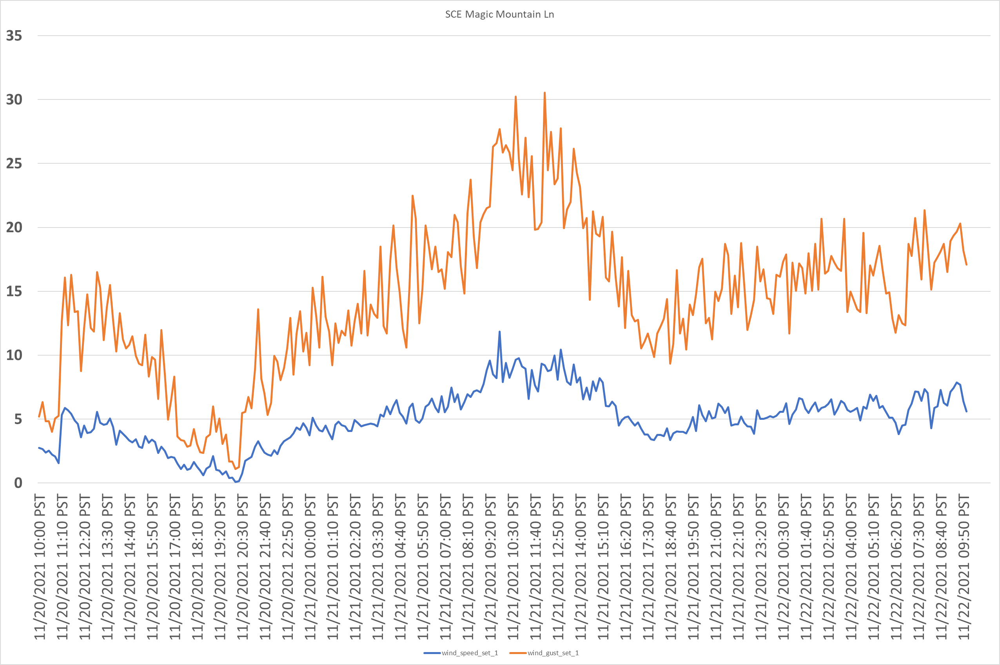 SCE Magic Mountain Ln
35
30
25
20
15
10
5
0
11/20/2021 10:00 PST
11/20/2021 11:10 PST
11/20/2021 12:20 PST
11/20/2021 13:30 PST
11/20/2021 14:40 PST
11/20/2021 15:50 PST
11/20/2021 17:00 PST
11/20/2021 18:10 PST
11/20/2021 19:20 PST
11/20/2021 20:30 PST
11/20/2021 21:40 PST
11/20/2021 22:50 PST
11/21/2021 00:00 PST
11/21/2021 01:10 PST
11/21/2021 02:20 PST
11/21/2021 03:30 PST
11/21/2021 04:40 PST
11/21/2021 05:50 PST
11/21/2021 07:00 PST
11/21/2021 08:10 PST
11/21/2021 09:20 PST
11/21/2021 10:30 PST
11/21/2021 11:40 PST
11/21/2021 12:50 PST
11/21/2021 14:00 PST
11/21/2021 15:10 PST
11/21/2021 16:20 PST
11/21/2021 17:30 PST
11/21/2021 18:40 PST
11/21/2021 19:50 PST
11/21/2021 21:00 PST
11/21/2021 22:10 PST
11/21/2021 23:20 PST
11/22/2021 00:30 PST
11/22/2021 01:40 PST
11/22/2021 02:50 PST
11/22/2021 04:00 PST
11/22/2021 05:10 PST
11/22/2021 06:20 PST
11/22/2021 07:30 PST
11/22/2021 08:40 PST
11/22/2021 09:50 PST
wind_speed_set_1
wind_gust_set_1